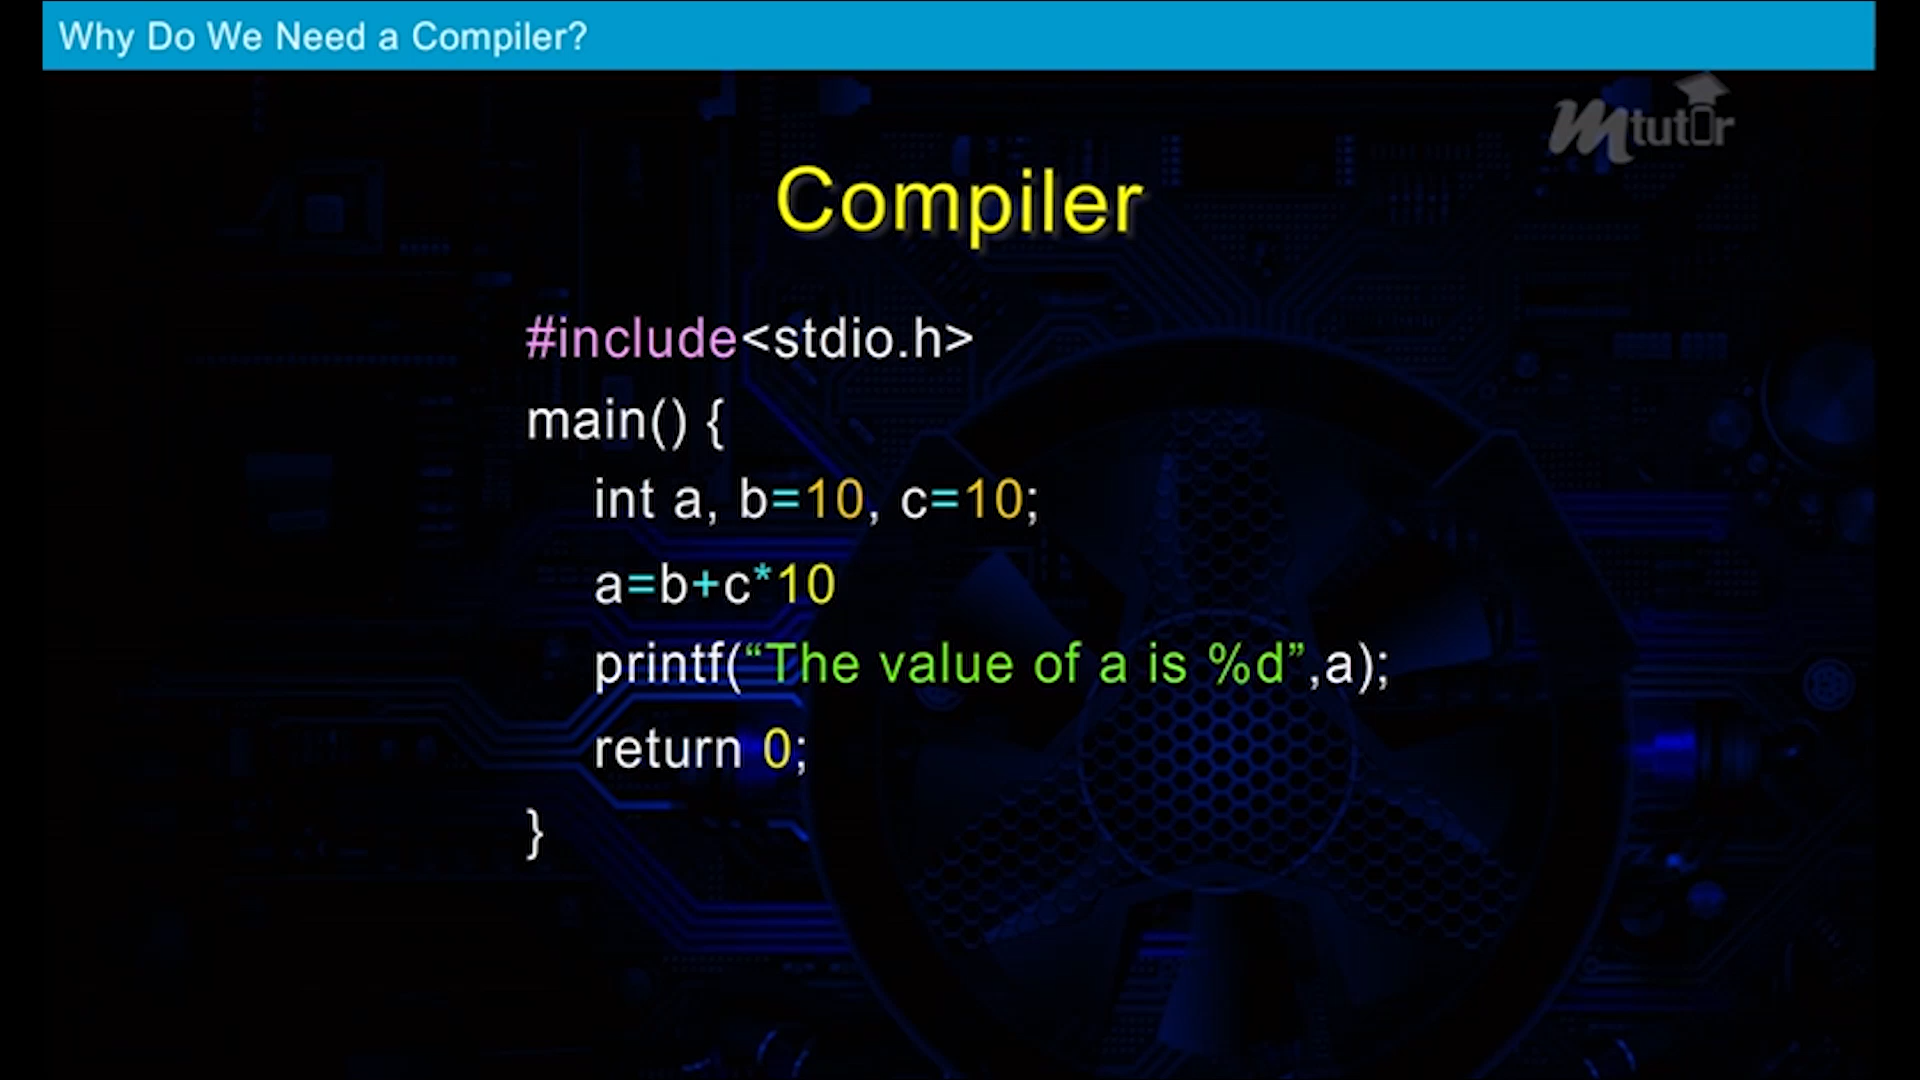 Why Do We Need a Compiler?
Mtutor
Compiler
#include<stdio.h>
main() {
int a, b=10, c=10;
a=b+c*10
printf(“The value of a is %d”,a);
return 0;
}